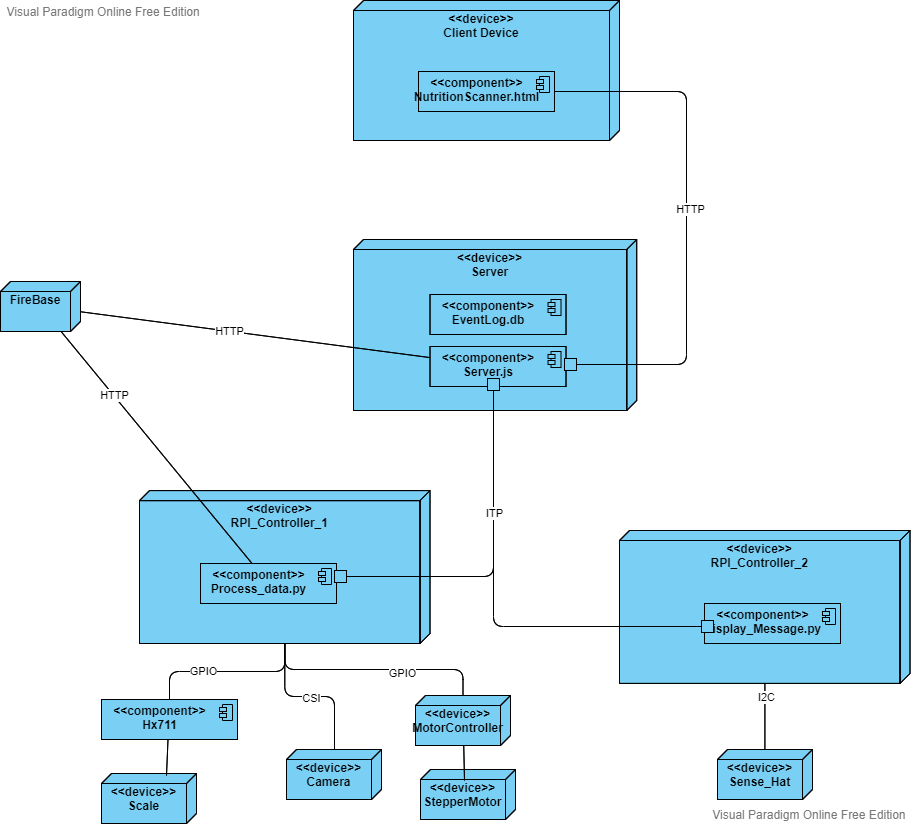 Visual Paradigm Online Free Edition
<<device>>
Client Device
<<component>>
NutritionScanner.html
HTTP
<<device>>
Server
<<component>>
EventLog.db
<<component>>
Server.js
FireBase
HTTP
HTTP
ITP
<<device>>
RPI_Controller_1
<<component>>
Process_data.py
<<device>>
RPI_Controller_2
<<component>>
isplay_Message.py
GPIO
CSI
GPIO
I2C
<<component>>
Hx711
<<device>>
MotorController
<<device>>
Camera
<<device>>
Sense_Hat
<<device>>
Scale
<<device>>
StepperMotor
Visual Paradigm Online Free Edition